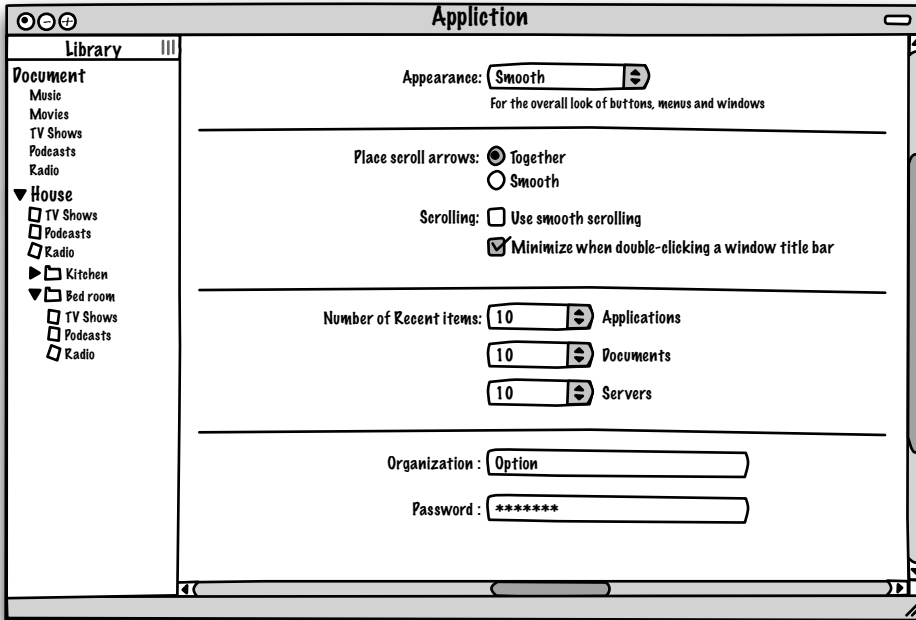 Appliction
Library
Document
Music
Movies
TV Shows
Podcasts
Radio
House
TV Shows
Podcasts
Radio
Kitchen
Bed room
TV Shows
Podcasts
Radio
Appearance: Smooth
For the overall look of buttons, menus and windows
Place scroll arrows: Together
Smooth
Scrolling: Use smooth scrolling
Minimize when double-clicking a window title bar
Number of Recent items: 10 Applications
10 Documents
10 Servers
Organization : Option
Password : *******